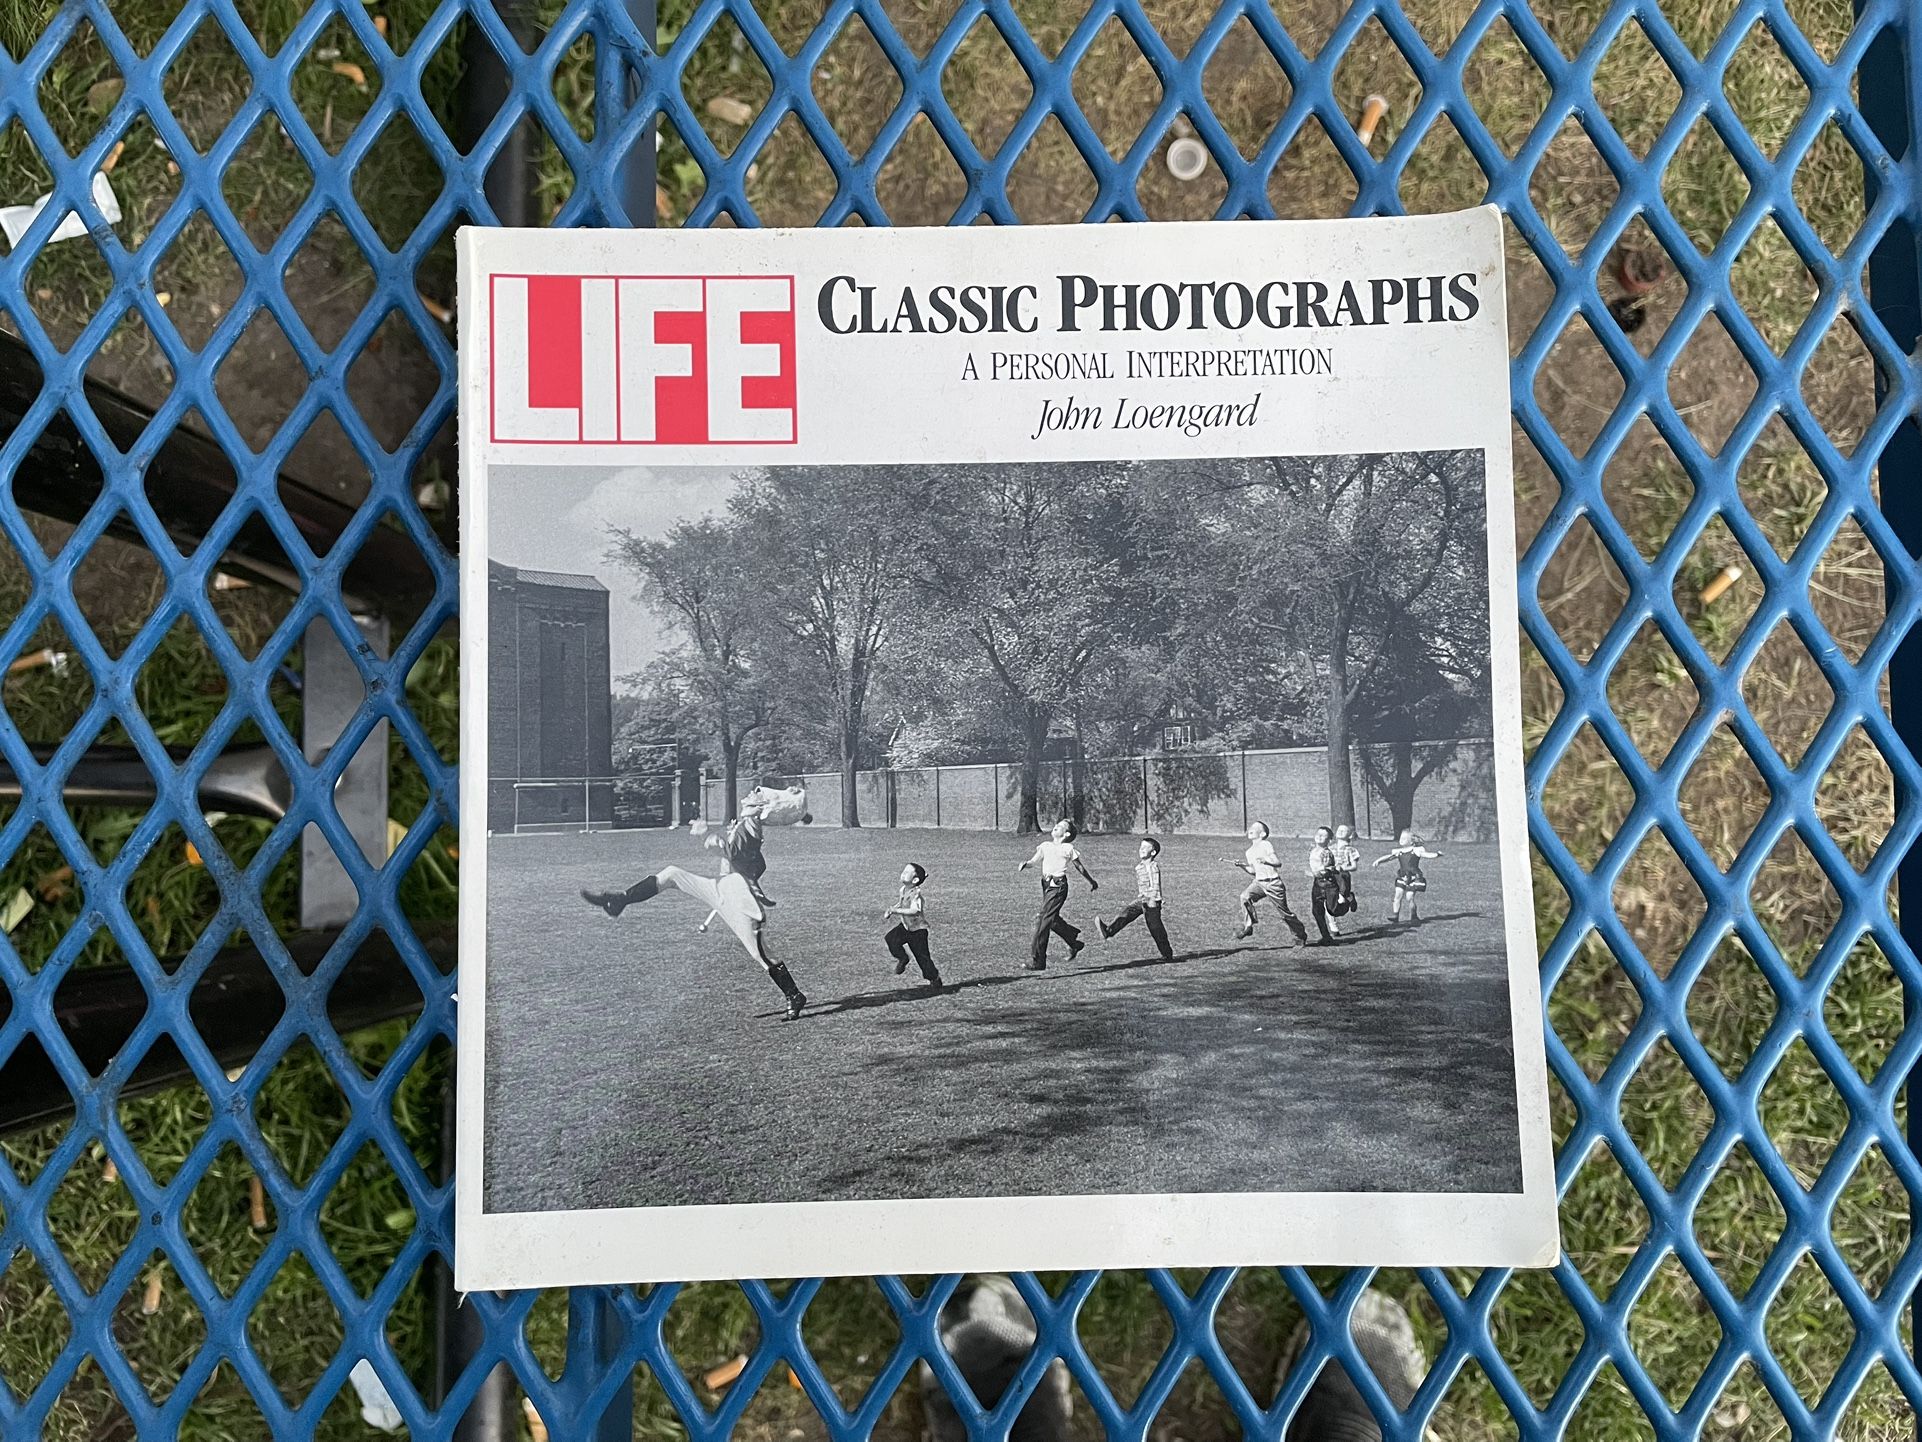 LIFE
CLASSIC PHOTOGRAPHS
A PERSONAL INTERPRETATION
John Loengard